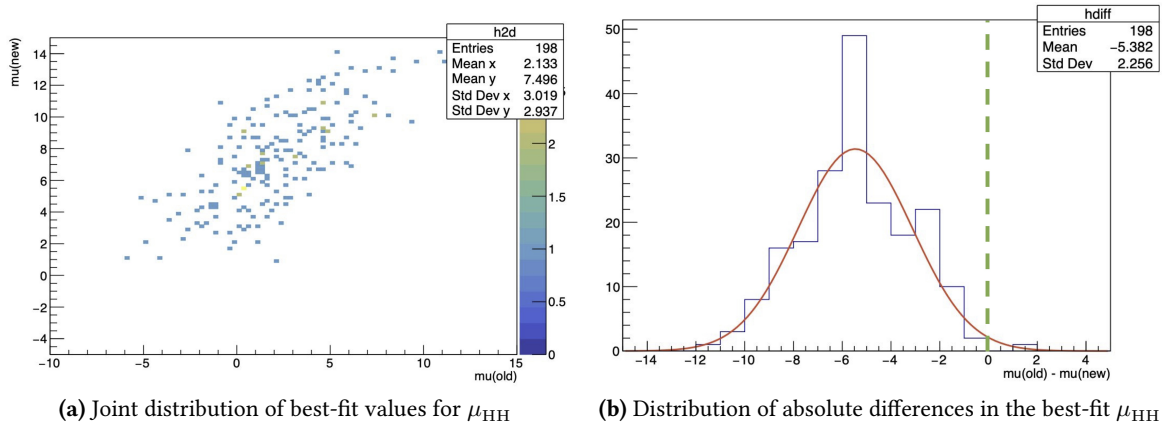 h2d
Entries 198
Mean x 2.133
Mean y 7.496
Std Dev x 3.019
Std Dev y 2.937
mu(new)
14
12
10
8
6
4
2
0
−2
−4
−10 −5 0 5 10 15
mu(old)
2
1.5
1
0.5
0
hdiff
Entries 198
Mean −5.382
Std Dev 2.256
50
40
30
20
10
0
−14 −12 −10 −8 −6 −4 −2 0 2 4
mu(old) - mu(new)
(a) Joint distribution of best-fit values for μHH
(b) Distribution of absolute differences in the best-fit μHH